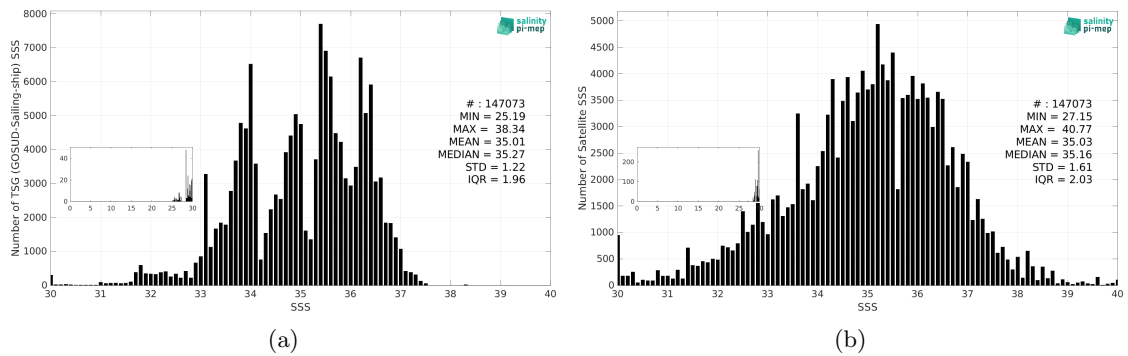 8000
7000
6000
5000
4000
3000
2000
1000
0
30 31 32 33 34 35 36 37 38 39 40
SSS
Number of TSG (GOSUD-Sailing-ship) SSS
salinity
pi-mep
# : 147073
MIN = 25.19
MAX = 38.34
MEAN = 35.01
MEDIAN = 35.27
STD = 1.22
IQR = 1.96
40
20
0
0 5 10 15 20 25 30
(a)
5000
4500
4000
3500
3000
2500
2000
1500
1000
500
0
30 31 32 33 34 35 36 37 38 39 40
SSS
Number of Satellite SSS
salinity
pi-mep
# : 147073
MIN = 27.15
MAX = 40.77
MEAN = 35.03
MEDIAN = 35.16
STD = 1.61
IQR = 2.03
200
100
0
0 5 10 15 20 25 30
(b)